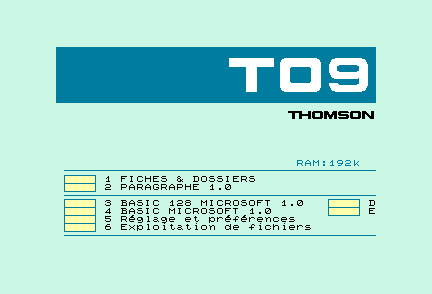 TO9
THOMSON
RAM:192k
1 FICHES & DOSSIERS
2 PARAGRAPHE 1.0
3 BASIC 128 MICROSOFT 1.0 D
4 BASIC MICROSOFT 1.0 E
5 Réglage et préférences
6 Exploitation de fichiers